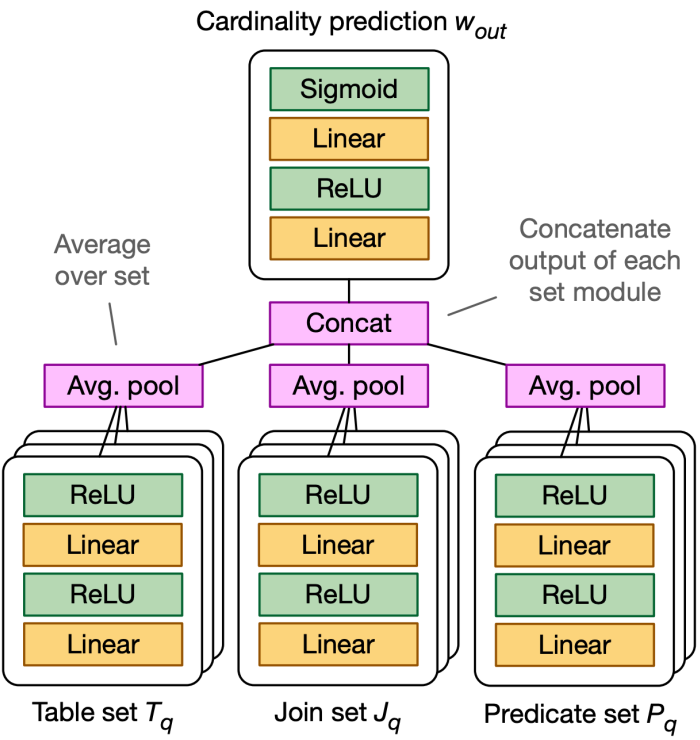 Cardinality prediction w_out
Sigmoid
Linear
ReLU
Linear
Average
over set
Concatenate
output of each
set module
Concat
Avg. pool
Avg. pool
Avg. pool
ReLU
Linear
ReLU
Linear
ReLU
Linear
ReLU
Linear
ReLU
Linear
ReLU
Linear
Table set T_q
Join set J_q
Predicate set P_q